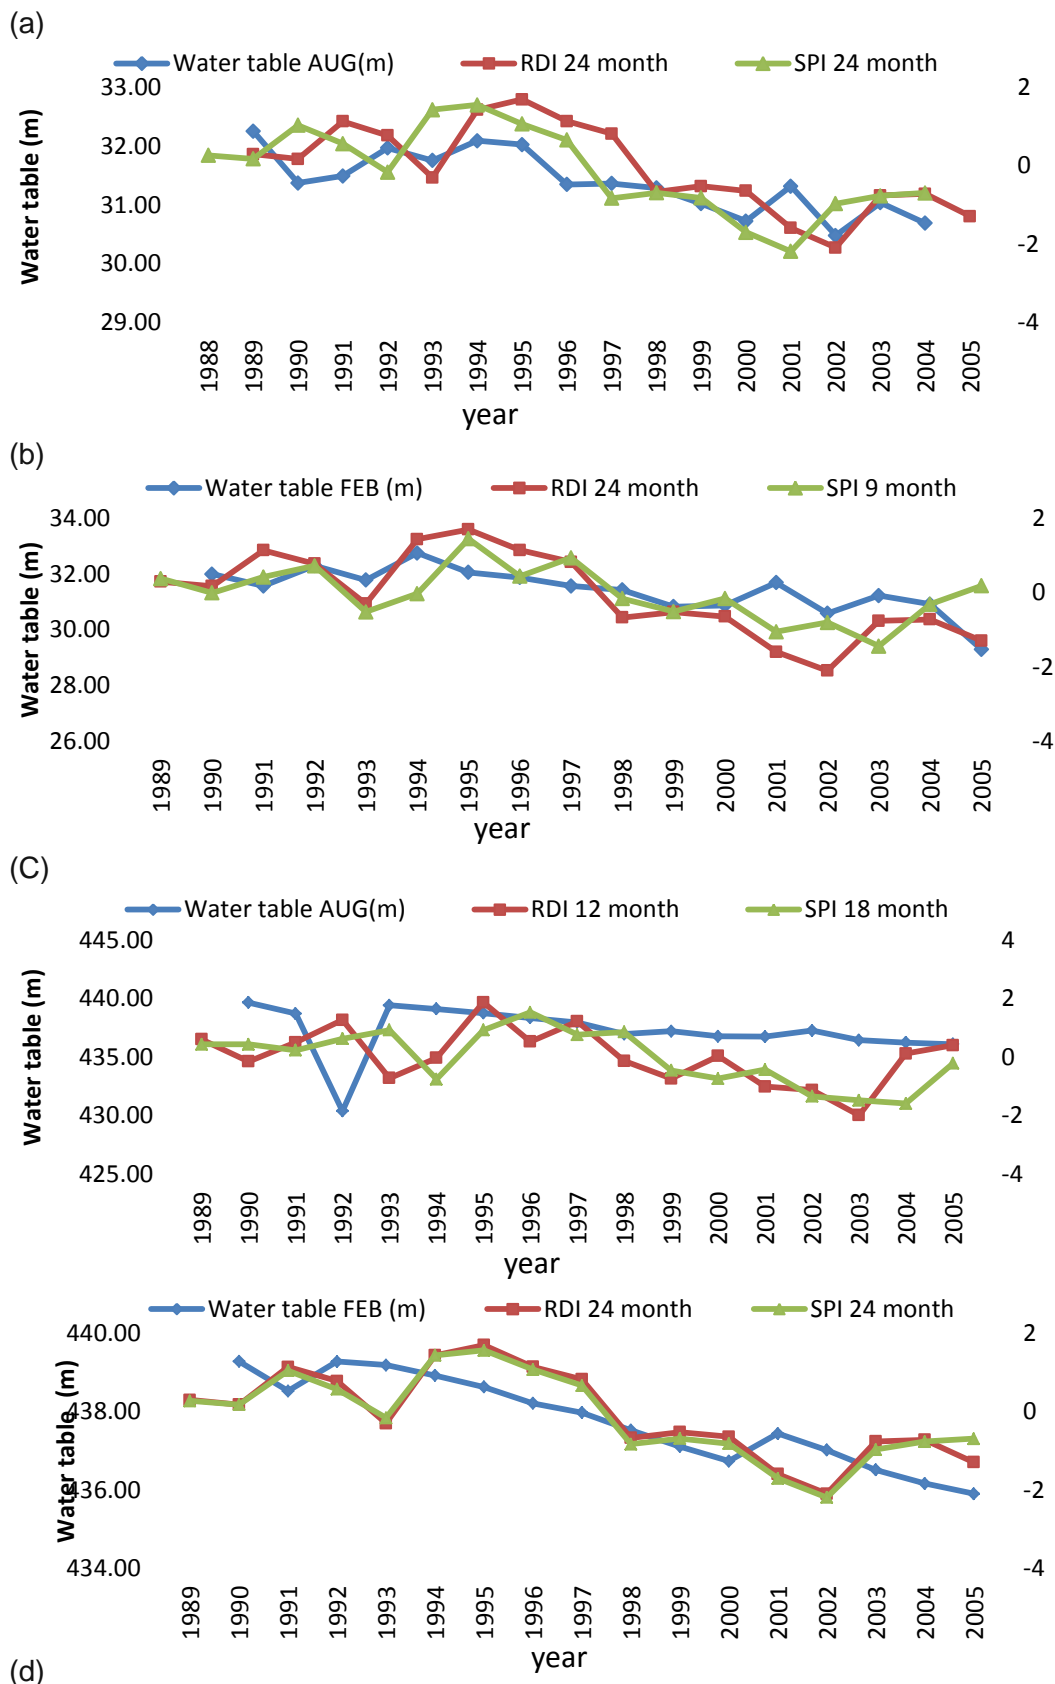 (a)
Water table AUG(m) RDI 24 month SPI 24 month
33.00 2
32.00 0
31.00
30.00 -2
29.00 -4
Water table (m)
1988 1989 1990 1991 1992 1993 1994 1995 1996 1997 1998 1999 2000 2001 2002 2003 2004 2005
year
(b)
Water table FEB (m) RDI 24 month SPI 9 month
34.00 2
32.00 0
30.00
28.00 -2
26.00 -4
Water table (m)
1989 1990 1991 1992 1993 1994 1995 1996 1997 1998 1999 2000 2001 2002 2003 2004 2005
year
(C)
Water table AUG(m) RDI 12 month SPI 18 month
445.00 4
440.00 2
435.00 0
430.00 -2
425.00 -4
Water table (m)
1989 1990 1991 1992 1993 1994 1995 1996 1997 1998 1999 2000 2001 2002 2003 2004 2005
year
Water table FEB (m) RDI 24 month SPI 24 month
440.00 2
438.00 0
436.00 -2
434.00 -4
Water table (m)
1989 1990 1991 1992 1993 1994 1995 1996 1997 1998 1999 2000 2001 2002 2003 2004 2005
year
(d)